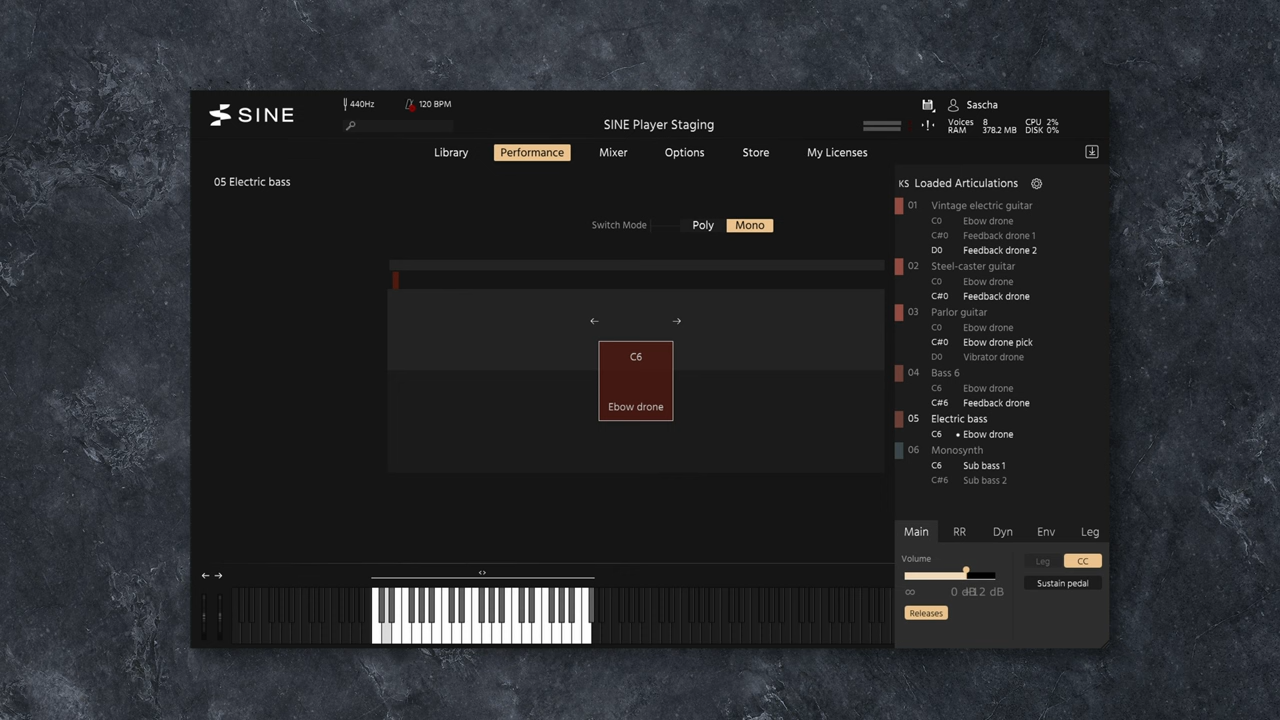 SINE
440Hz
120 BPM
SINE Player Staging
Sascha
Voices 8
RAM 378.2 MB
CPU 2%
DISK 0%
Library Performance Mixer Options Store My Licenses
05 Electric bass
Switch Mode Poly Mono
C6
Ebow drone
KS Loaded Articulations
01 Vintage electric guitar
C0 Ebow drone
C#0 Feedback drone 1
D0 Feedback drone 2
02 Steel-caster guitar
C0 Ebow drone
C#0 Feedback drone
03 Parlor guitar
C0 Ebow drone
C#0 Ebow drone pick
D0 Vibrator drone
04 Bass 6
C6 Ebow drone
C#6 Feedback drone
05 Electric bass
C6 • Ebow drone
06 Monosynth
C6 Sub bass 1
C#6 Sub bass 2
Main RR Dyn Env Leg
Volume
Leg CC
Sustain pedal
∞ 0 dB
Releases